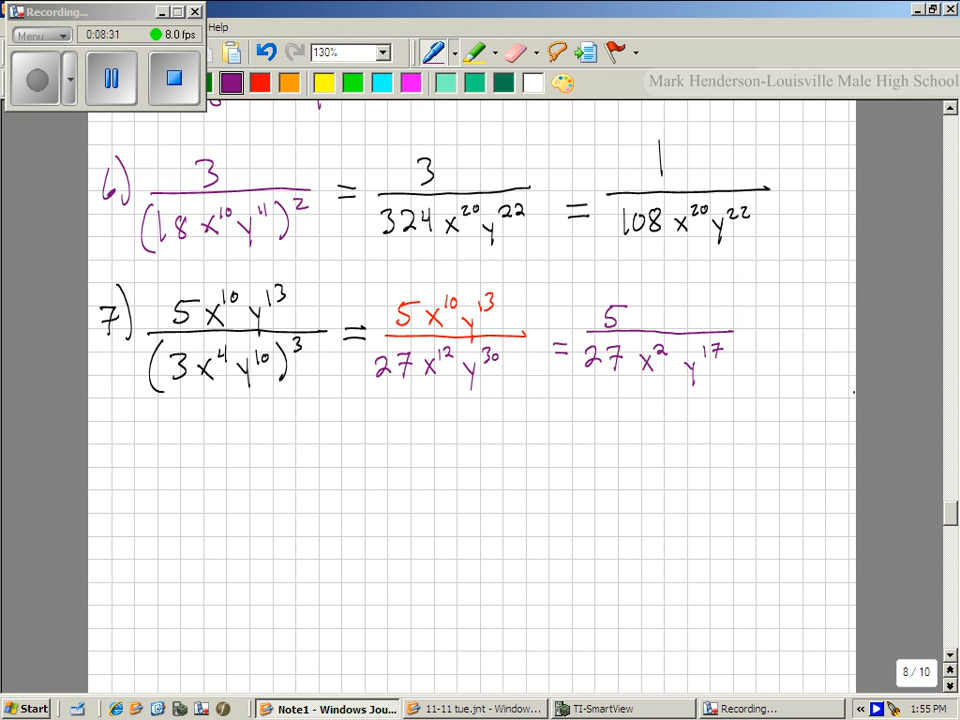 Recording...
Menu
0:08:31
8.0 fps
Help
130%
Mark Henderson-Louisville Male High School
6) 3/(18x^10y^11)^2 = 3/(324x^20y^22) = 1/(108x^20y^22)
7) 5x^10y^13/(3x^4y^10)^3 = 5x^10y^13/(27x^12y^30) = 5/(27x^2y^17)
8 / 10
Start
Note1 - Windows Jou...
11-11 tue.jnt - Window...
TI-SmartView
Recording...
1:55 PM